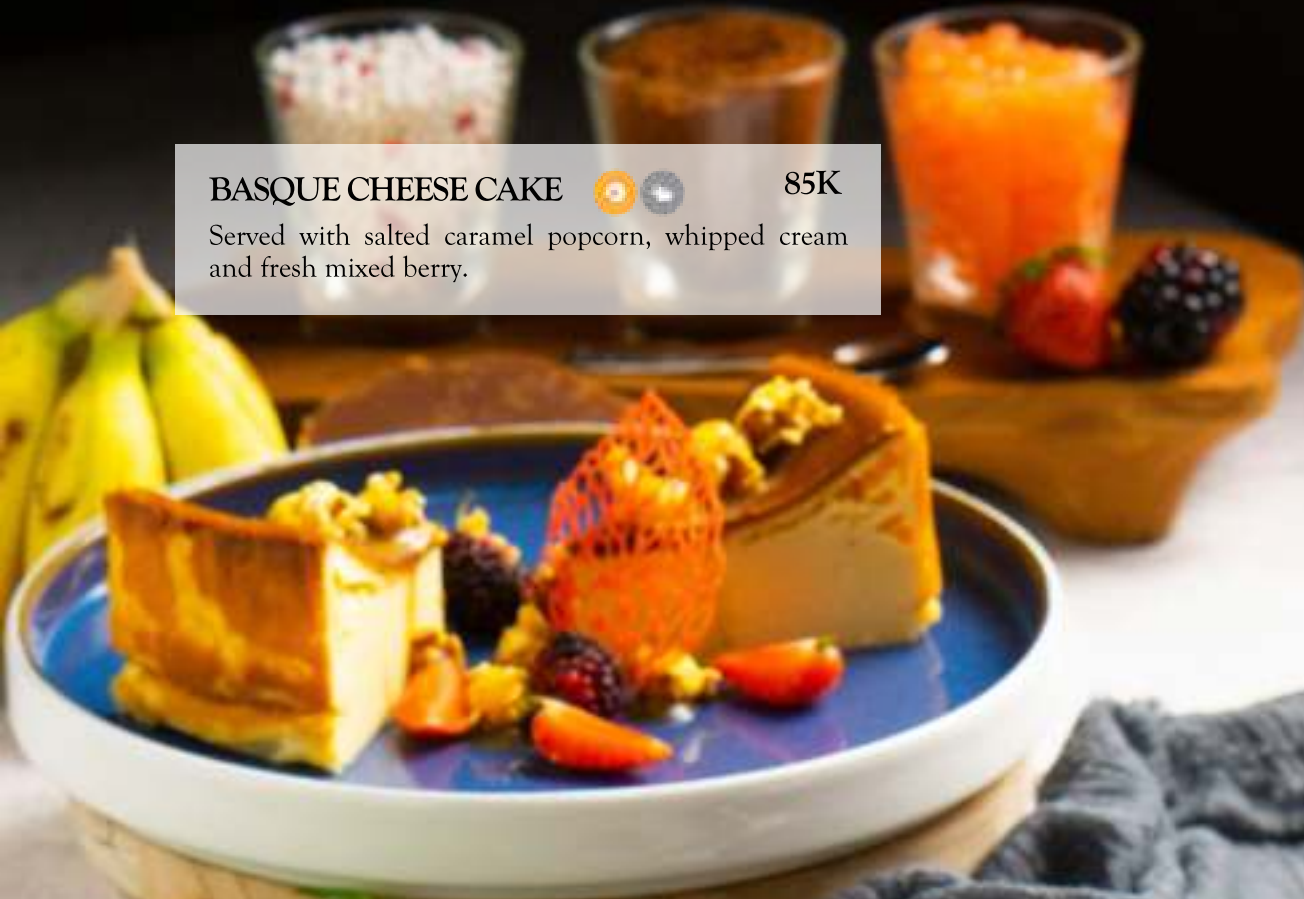 BASQUE CHEESE CAKE 85K
Served with salted caramel popcorn, whipped cream
and fresh mixed berry.